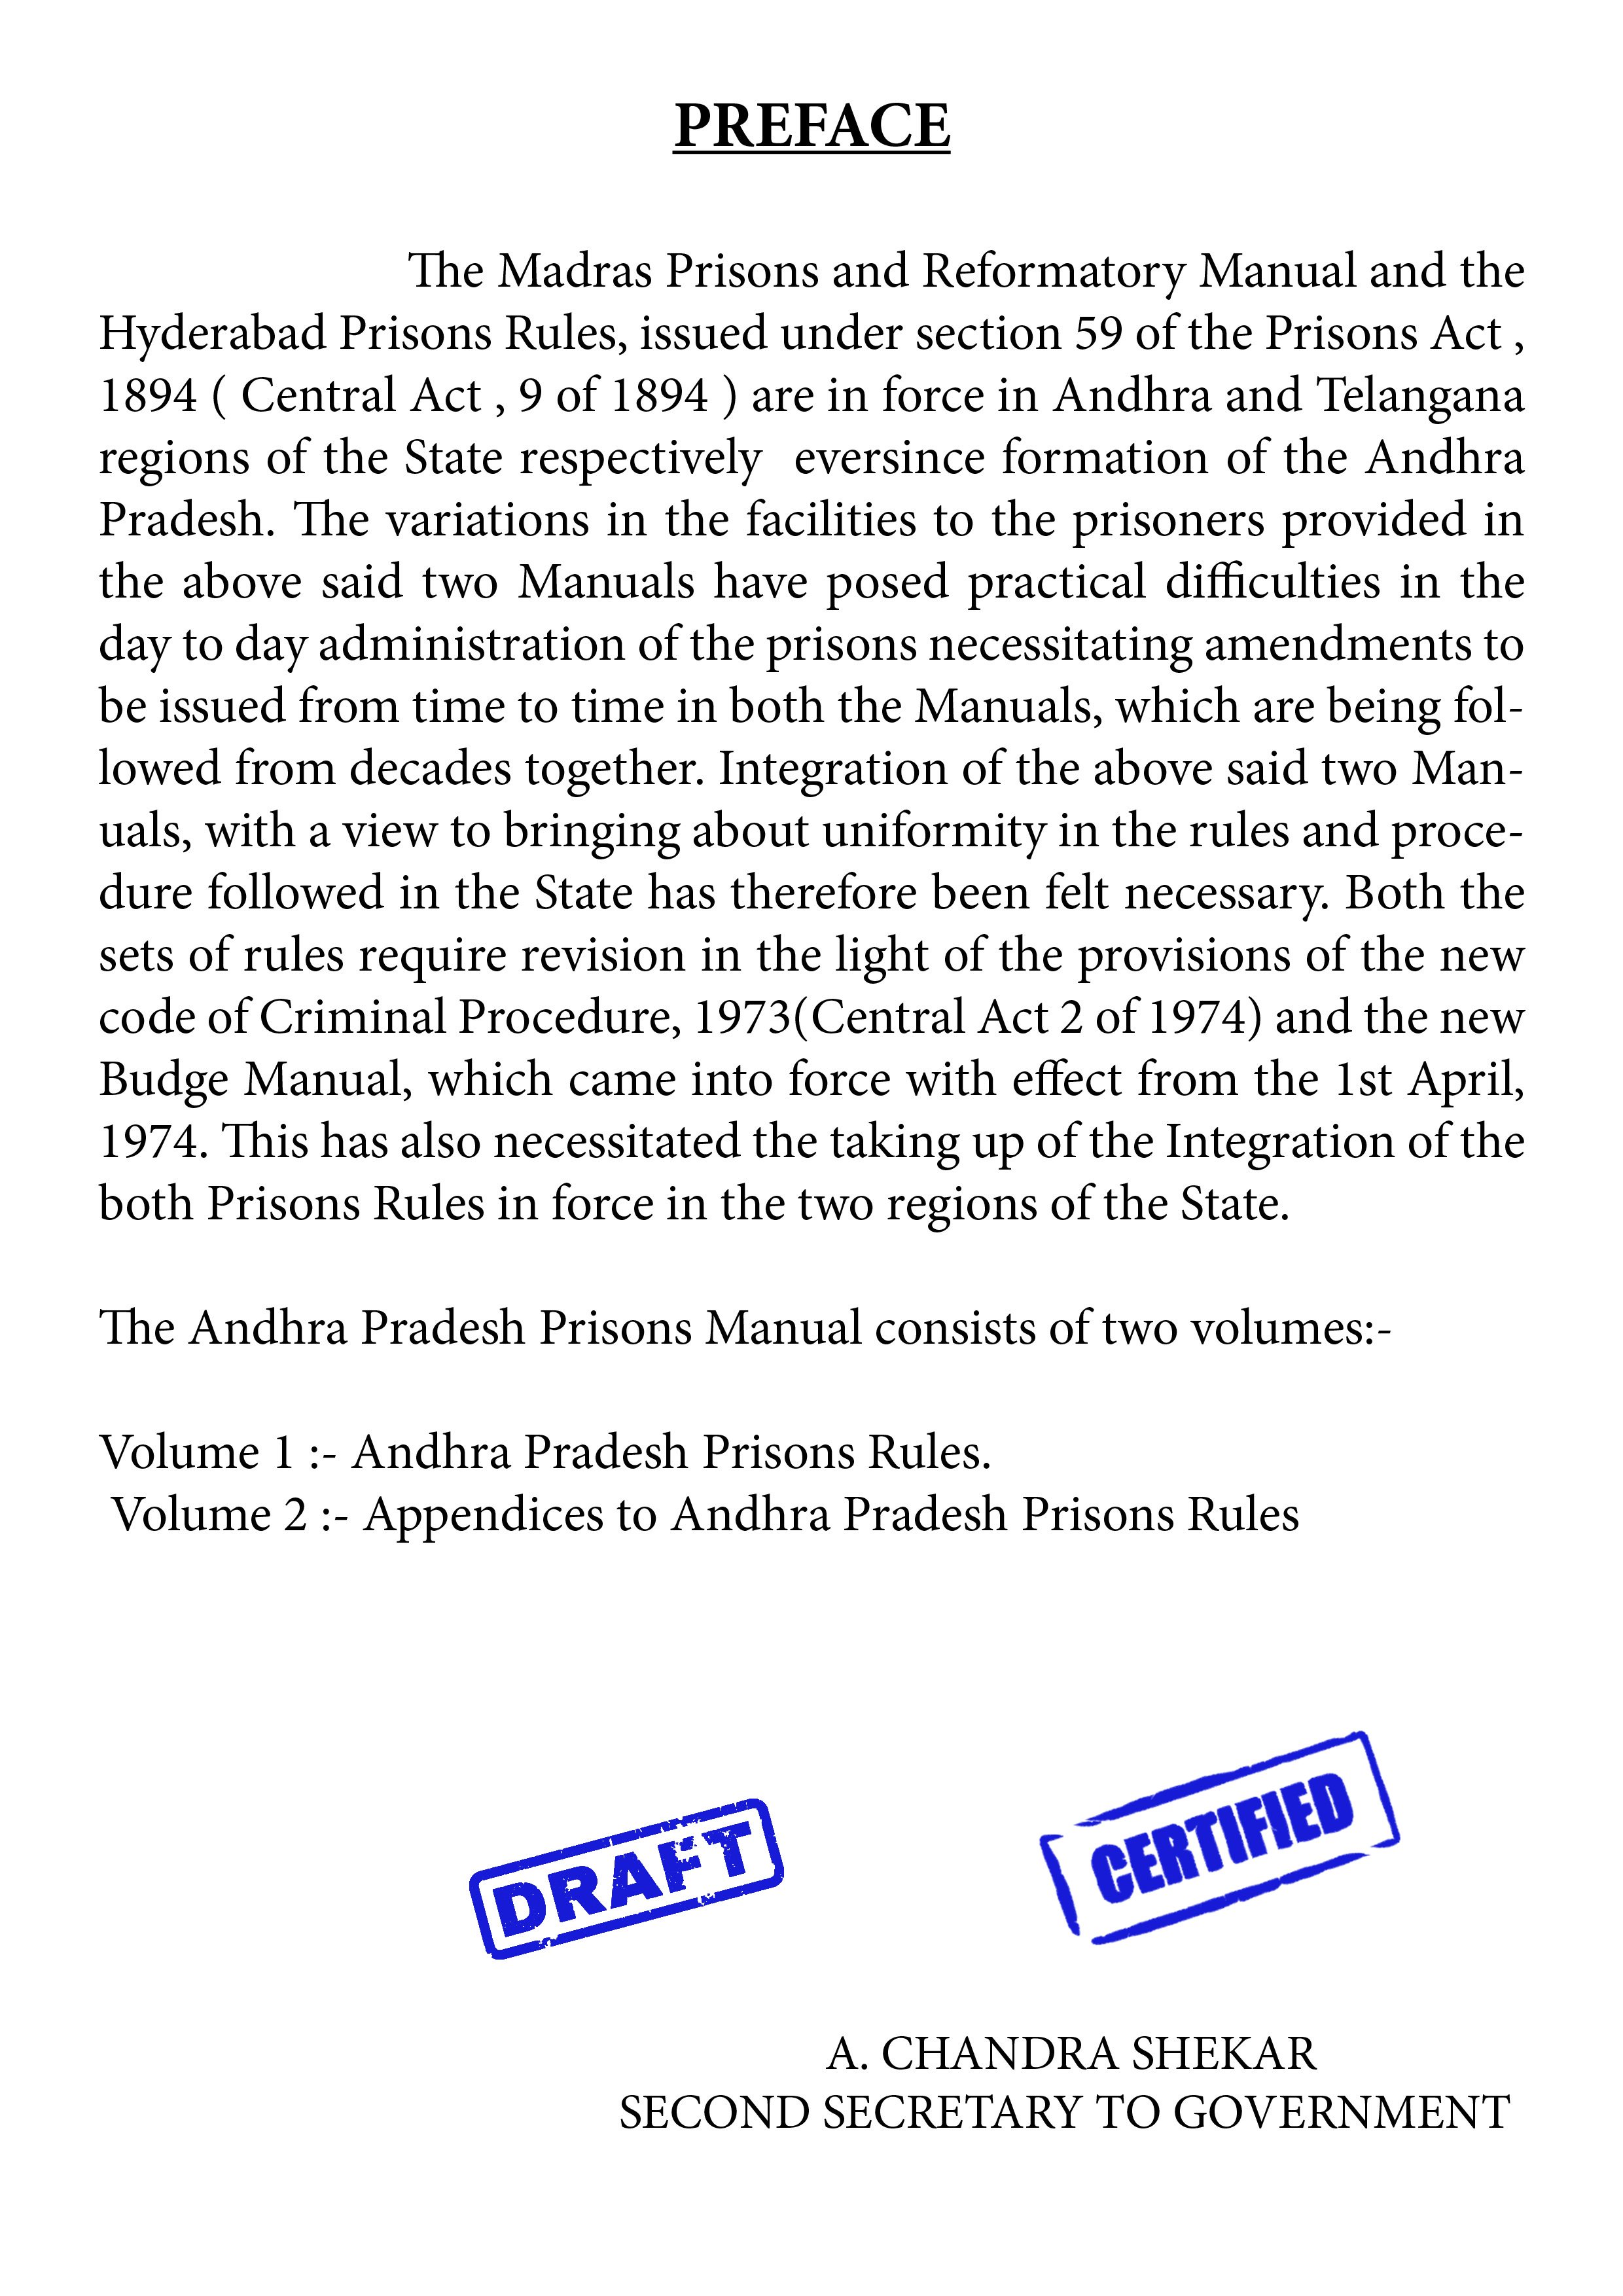 PREFACE
The Madras Prisons and Reformatory Manual and the
Hyderabad Prisons Rules, issued under section 59 of the Prisons Act ,
1894 ( Central Act , 9 of 1894 ) are in force in Andhra and Telangana
regions of the State respectively  eversince formation of the Andhra
Pradesh. The variations in the facilities to the prisoners provided in
the above said two Manuals have posed practical difficulties in the
day to day administration of the prisons necessitating amendments to
be issued from time to time in both the Manuals, which are being fol-
lowed from decades together. Integration of the above said two Man-
uals, with a view to bringing about uniformity in the rules and proce-
dure followed in the State has therefore been felt necessary. Both the
sets of rules require revision in the light of the provisions of the new
code of Criminal Procedure, 1973(Central Act 2 of 1974) and the new
Budge Manual, which came into force with effect from the 1st April,
1974. This has also necessitated the taking up of the Integration of the
both Prisons Rules in force in the two regions of the State.
The Andhra Pradesh Prisons Manual consists of two volumes:-
Volume 1 :- Andhra Pradesh Prisons Rules.
Volume 2 :- Appendices to Andhra Pradesh Prisons Rules
DRAFT
CERTIFIED
A. CHANDRA SHEKAR
SECOND SECRETARY TO GOVERNMENT